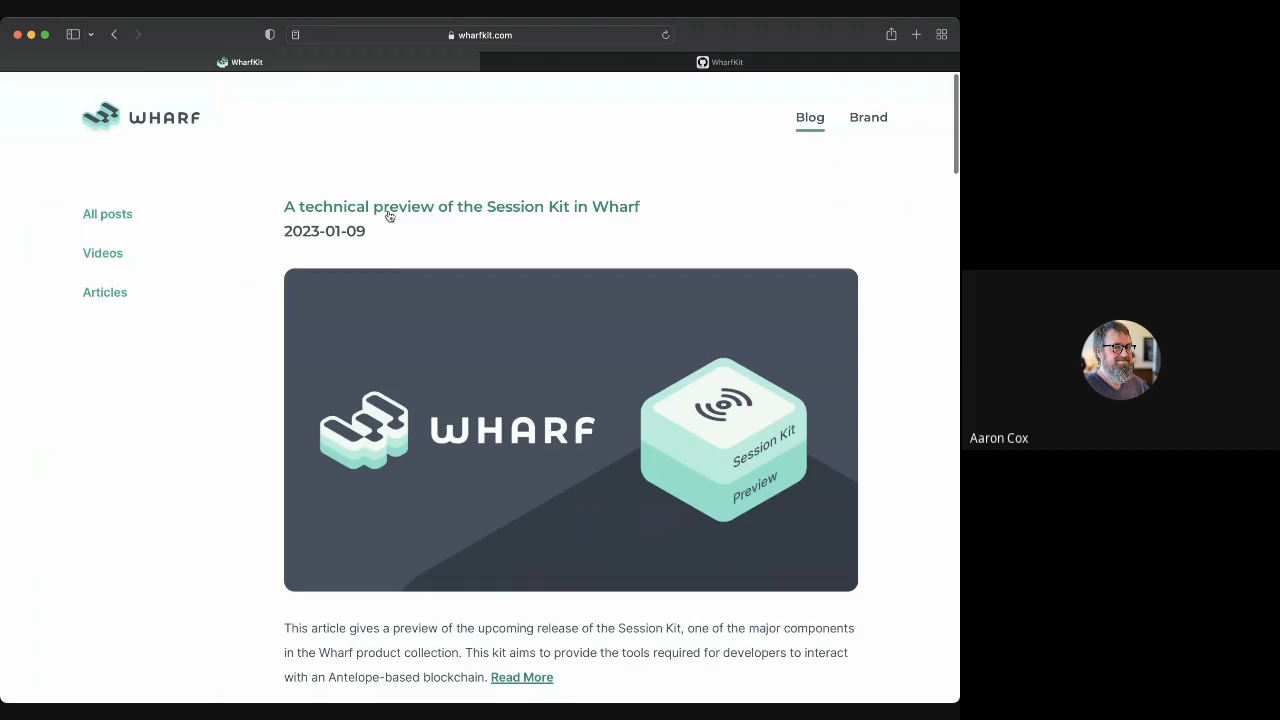 wharfkit.com
WharfKit
WharfKit
WHARF
Blog
Brand
All posts
Videos
Articles
A technical preview of the Session Kit in Wharf
2023-01-09
WHARF
Session Kit
Preview
This article gives a preview of the upcoming release of the Session Kit, one of the major components
in the Wharf product collection. This kit aims to provide the tools required for developers to interact
with an Antelope-based blockchain. Read More
Aaron Cox